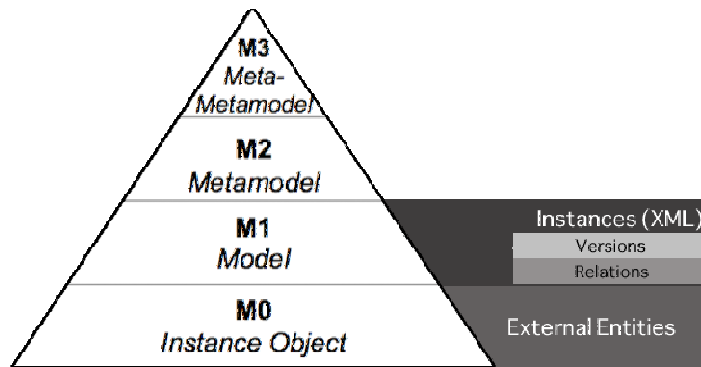 M3
Meta-
Metamodel
M2
Metamodel
M1
Model
M0
Instance Object
Instances (XML)
Versions
Relations
External Entities